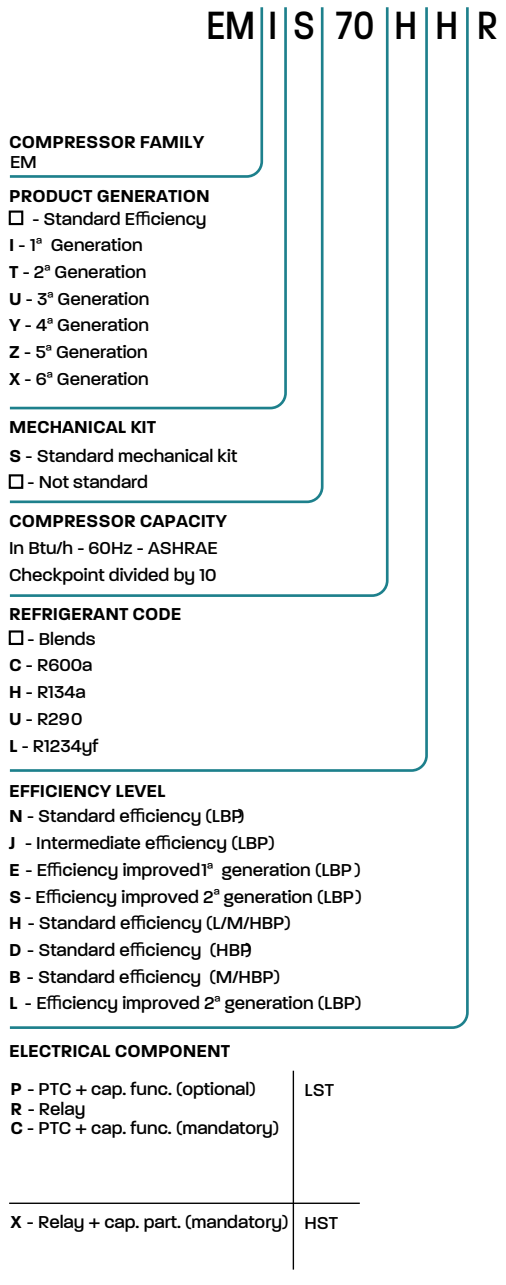 EM I S 70 H H R
COMPRESSOR FAMILY
EM
PRODUCT GENERATION
☐ - Standard Efficiency
I - 1ª Generation
T - 2ª Generation
U - 3ª Generation
Y - 4ª Generation
Z - 5ª Generation
X - 6ª Generation
MECHANICAL KIT
S - Standard mechanical kit
☐ - Not standard
COMPRESSOR CAPACITY
In Btu/h - 60Hz - ASHRAE
Checkpoint divided by 10
REFRIGERANT CODE
☐ - Blends
C - R600a
H - R134a
U - R290
L - R1234yf
EFFICIENCY LEVEL
N - Standard efficiency (LBP)
J - Intermediate efficiency (LBP)
E - Efficiency improved 1ª generation (LBP)
S - Efficiency improved 2ª generation (LBP)
H - Standard efficiency (L/M/HBP)
D - Standard efficiency (HBP)
B - Standard efficiency (M/HBP)
L - Efficiency improved 2ª generation (LBP)
ELECTRICAL COMPONENT
P - PTC + cap. func. (optional) LST
R - Relay
C - PTC + cap. func. (mandatory)
X - Relay + cap. part. (mandatory) HST